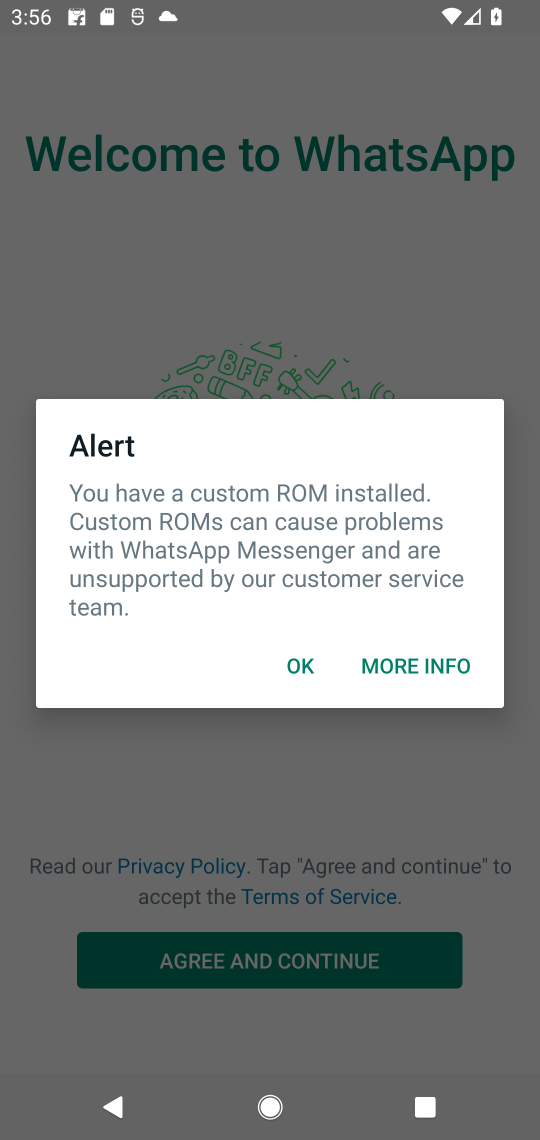 3:56
Welcome to WhatsApp
BFF
Alert
You have a custom ROM installed.
Custom ROMs can cause problems
with WhatsApp Messenger and are
unsupported by our customer service
team.
OK MORE INFO
Read our Privacy Policy. Tap "Agree and continue" to
accept the Terms of Service.
AGREE AND CONTINUE